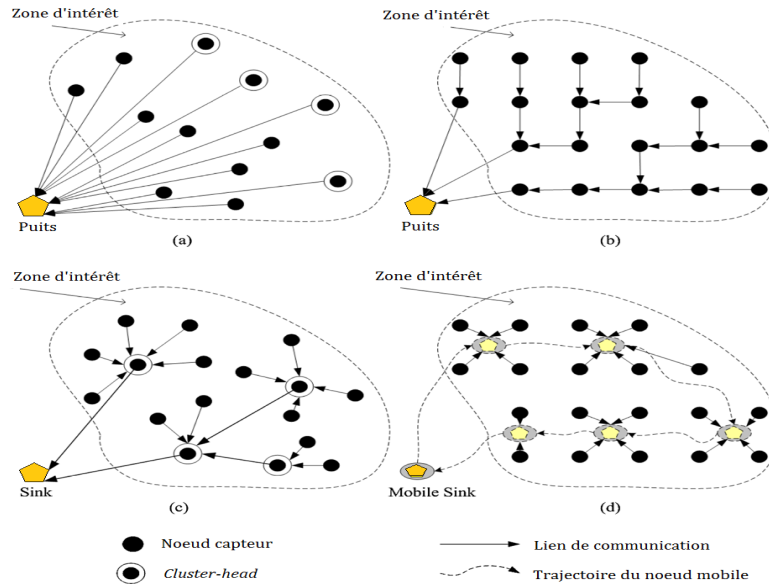 Zone d'intérêt
Zone d'intérêt
Puits
Puits
(a)
(b)
Zone d'intérêt
Zone d'intérêt
Sink
Mobile Sink
(c)
(d)
Noeud capteur
Lien de communication
Cluster-head
Trajectoire du noeud mobile